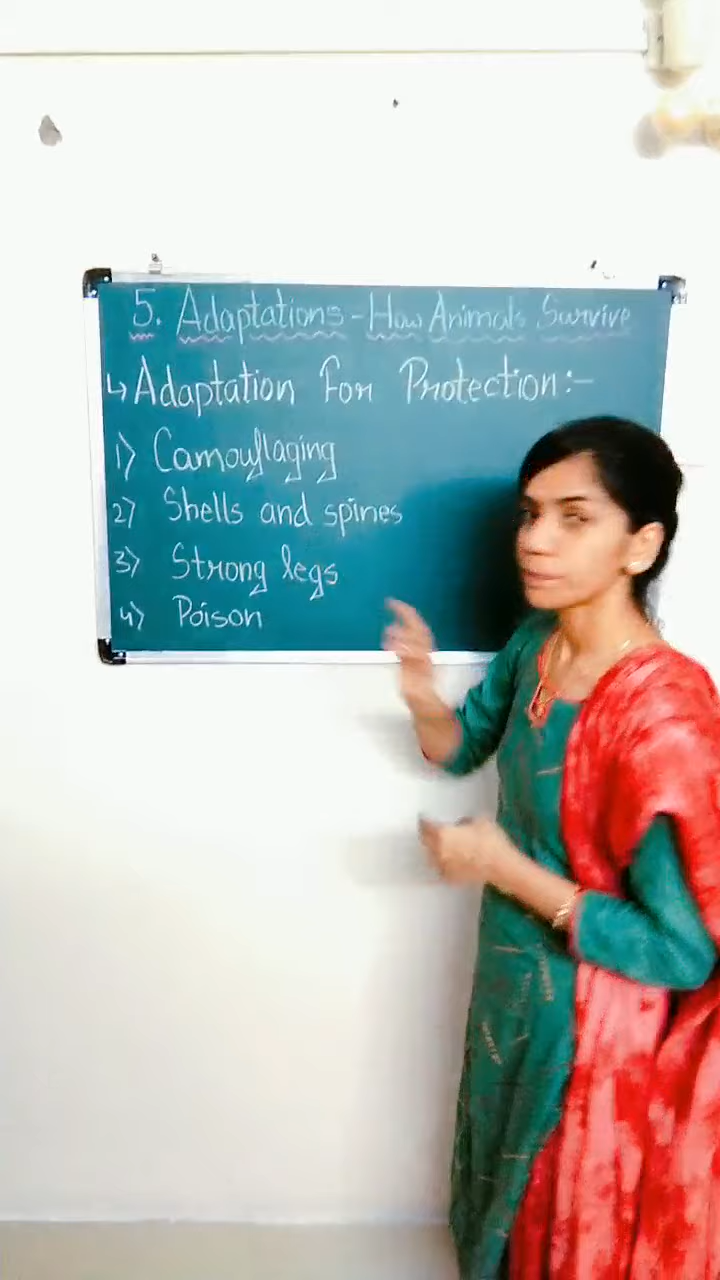 5. Adaptations - How Animals Survive
↳ Adaptation for Protection :-
1) Camouflaging
2) Shells and spines
3) Strong legs
4) Poison